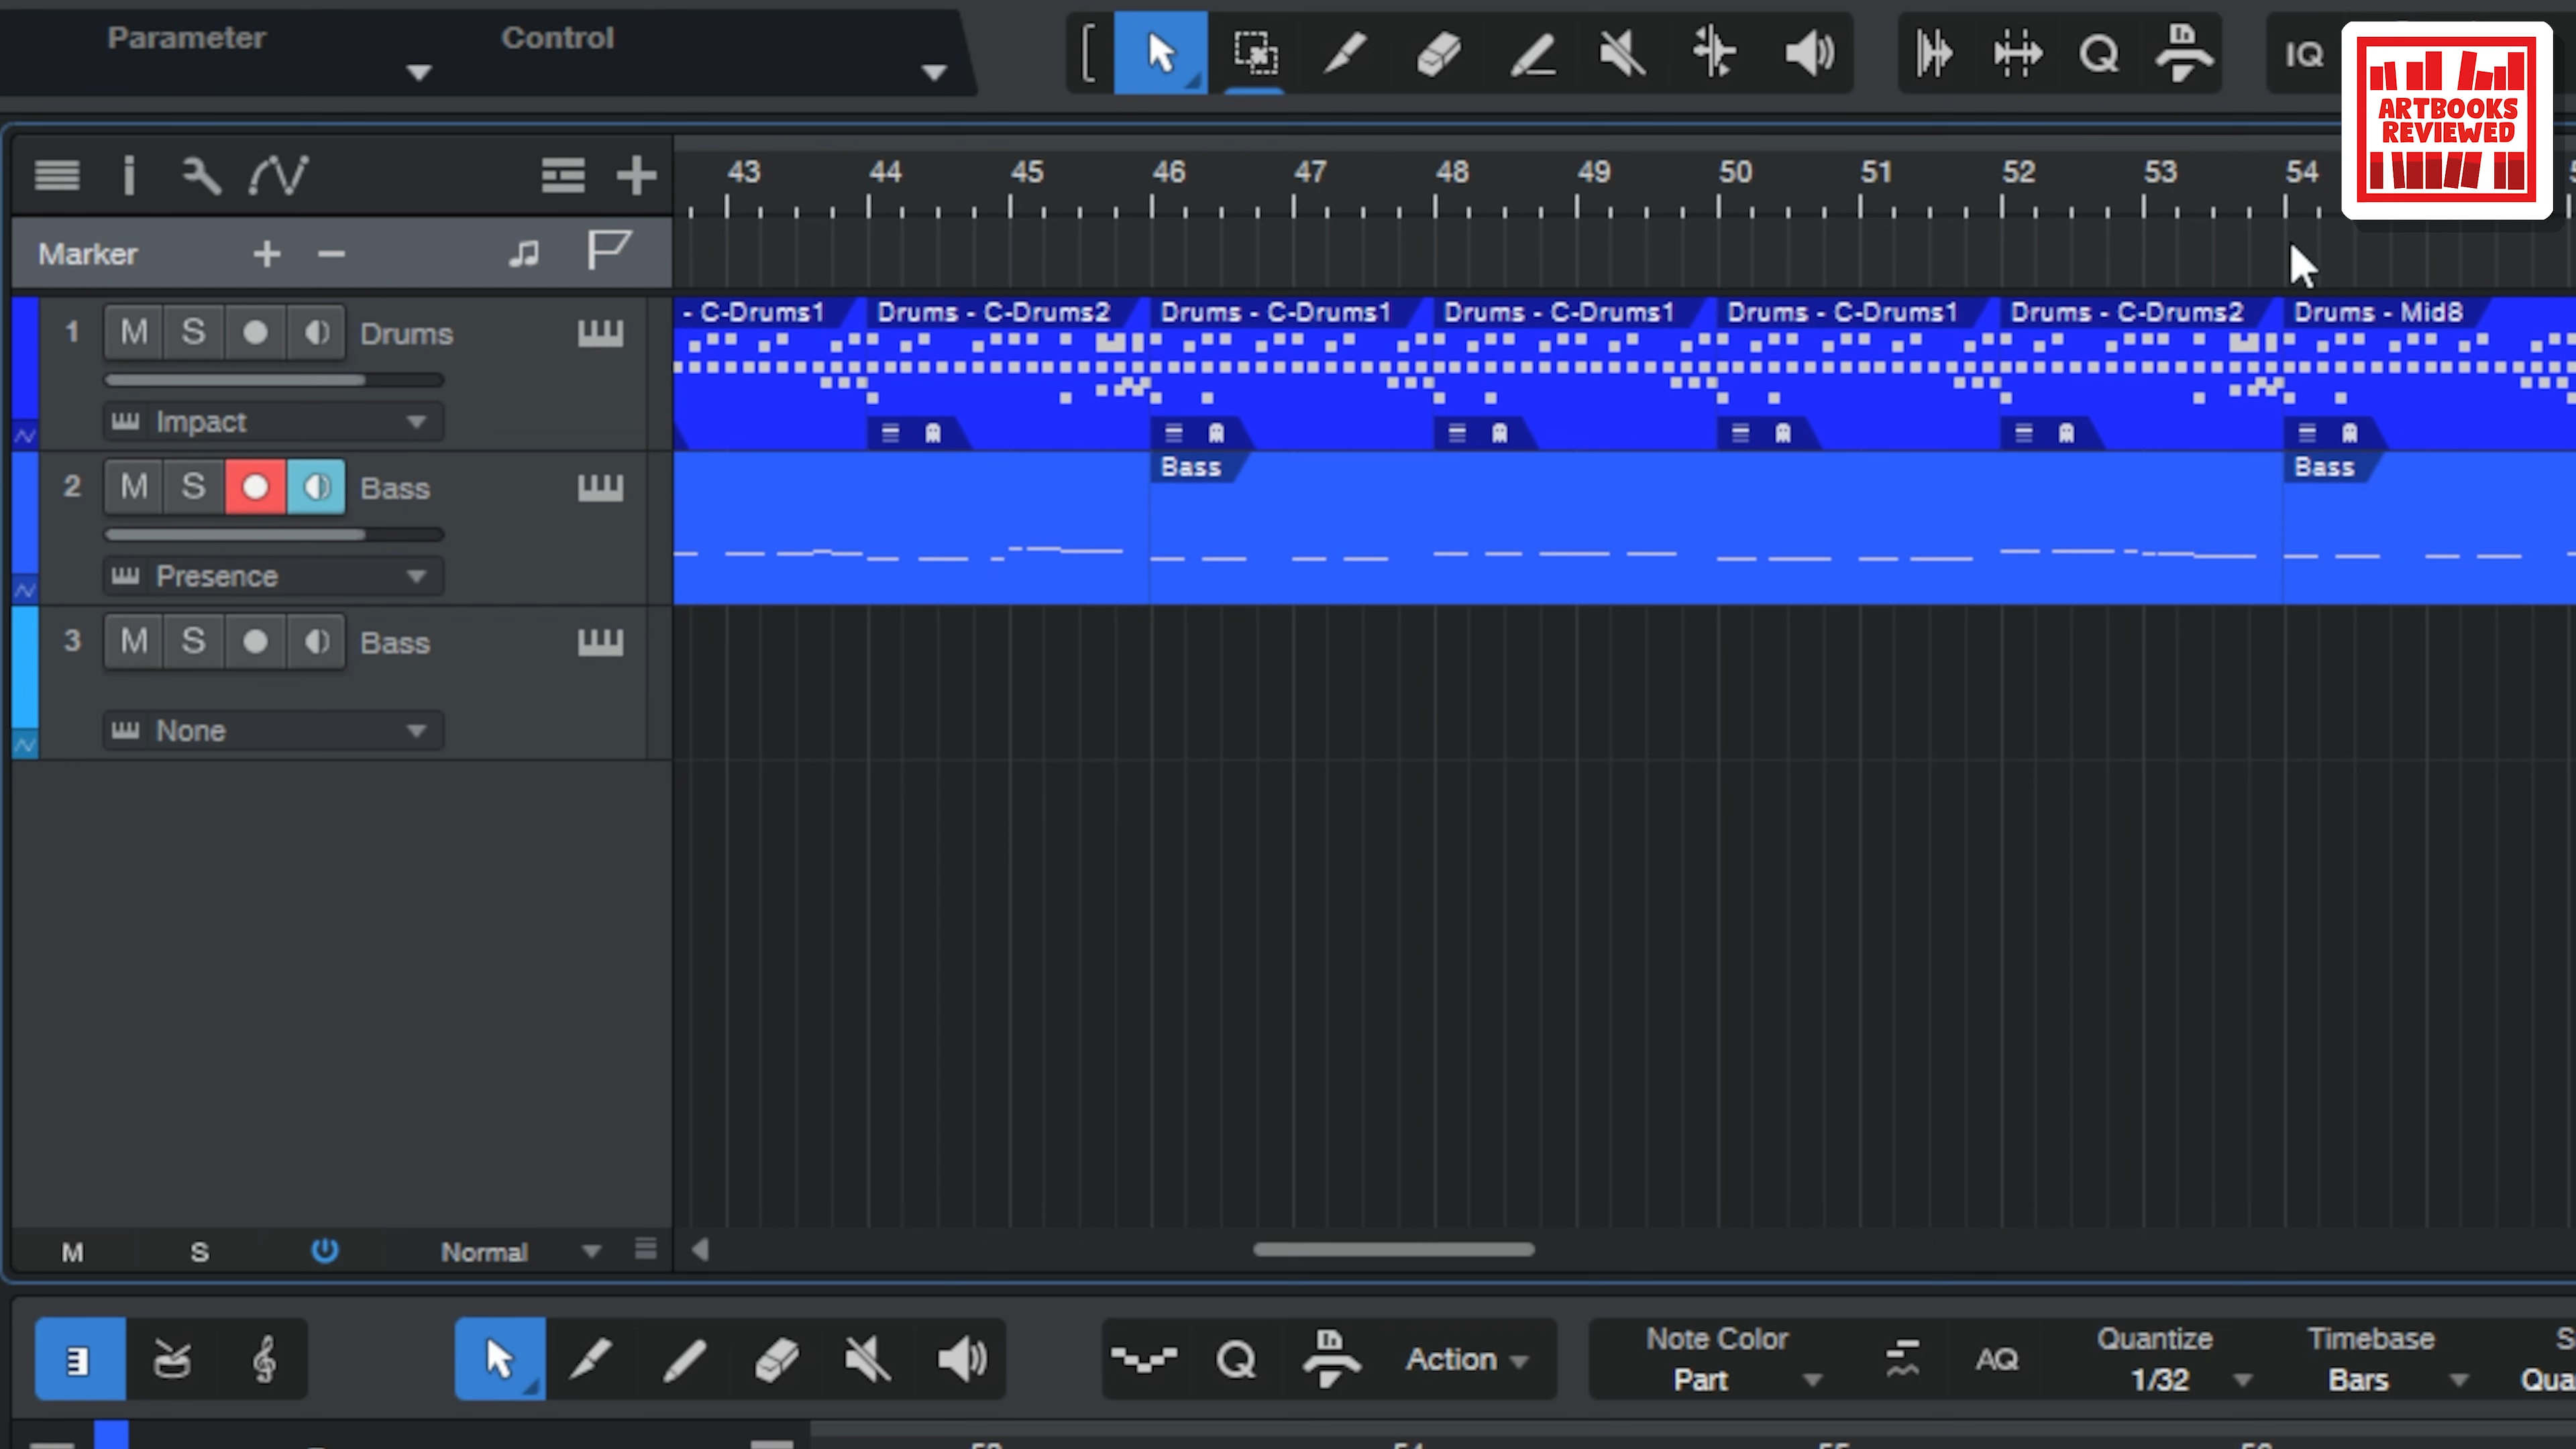 Parameter
Control
IQ
ARTBOOKS
REVIEWED
43 44 45 46 47 48 49 50 51 52 53 54
Marker
1 M S Drums
Impact
- C-Drums1
Drums - C-Drums2
Drums - C-Drums1
Drums - C-Drums1
Drums - C-Drums1
Drums - C-Drums2
Drums - Mid8
2 M S Bass
Presence
Bass
Bass
3 M S Bass
None
M S Normal
Q
Q
Action
Note Color
Part
AQ
Quantize
1/32
Timebase
Bars